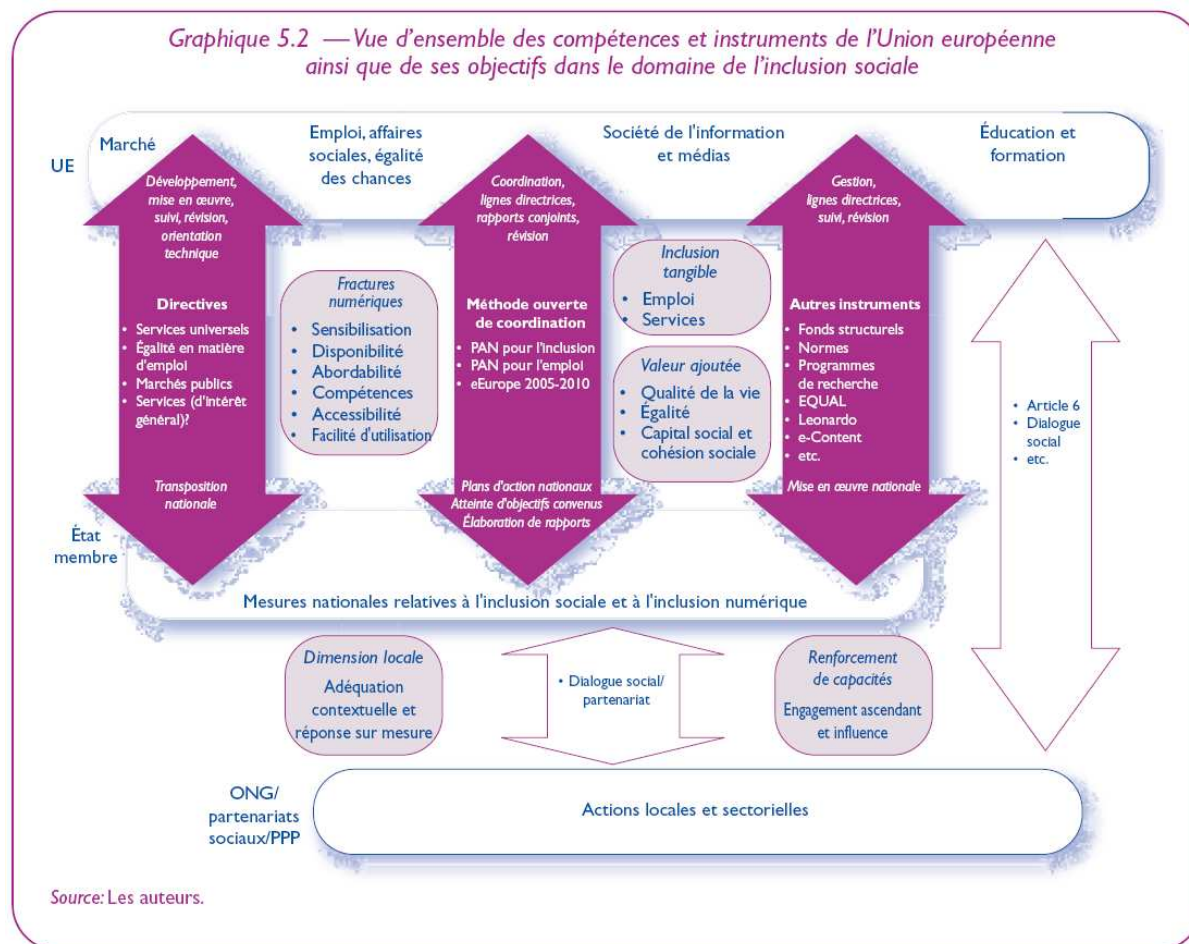 Graphique 5.2 — Vue d'ensemble des compétences et instruments de l'Union européenne
ainsi que de ses objectifs dans le domaine de l'inclusion sociale
UE
Marché
Emploi, affaires
sociales, égalité
des chances
Société de l'information
et médias
Éducation et
formation
Développement,
mise en œuvre,
suivi, révision,
orientation
technique
Directives
• Services universels
• Égalité en matière
d'emploi
• Marchés publics
• Services (d'intérêt
général)?
Transposition
nationale
Fractures
numériques
• Sensibilisation
• Disponibilité
• Abordabilité
• Compétences
• Accessibilité
• Facilité d'utilisation
Coordination,
lignes directrices,
rapports conjoints,
révision
Méthode ouverte
de coordination
• PAN pour l'inclusion
• PAN pour l'emploi
• eEurope 2005-2010
Plans d'action nationaux
Atteinte d'objectifs convenus
Élaboration de rapports
Inclusion
tangible
• Emploi
• Services
Valeur ajoutée
• Qualité de la vie
• Égalité
• Capital social et
cohésion sociale
Gestion,
lignes directrices,
suivi, révision
Autres instruments
• Fonds structurels
• Normes
• Programmes
de recherche
• EQUAL
• Leonardo
• e-Content
• etc.
Mise en œuvre nationale
• Article 6
• Dialogue
social
• etc.
État
membre
Mesures nationales relatives à l'inclusion sociale et à l'inclusion numérique
Dimension locale
Adéquation
contextuelle et
réponse sur mesure
• Dialogue social/
partenariat
Renforcement
de capacités
Engagement ascendant
et influence
ONG/
partenariats
sociaux/PPP
Actions locales et sectorielles
Source: Les auteurs.